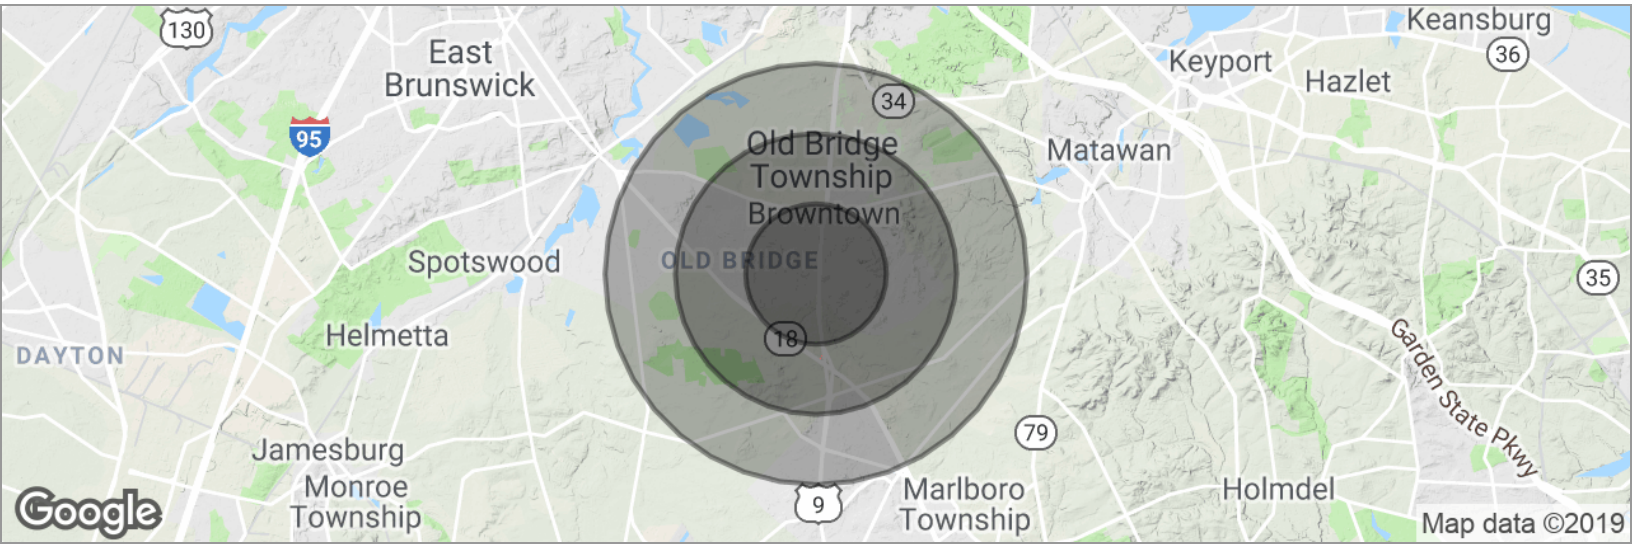 130
East
Brunswick
Keansburg
36
Keyport
Hazlet
34
95
Old Bridge
Township
Matawan
Browntown
OLD BRIDGE
Spotswood
35
Helmetta
18
DAYTON
Garden State Pkwy
79
Jamesburg
Monroe
Township
9
Marlboro
Township
Holmdel
Google
Map data ©2019